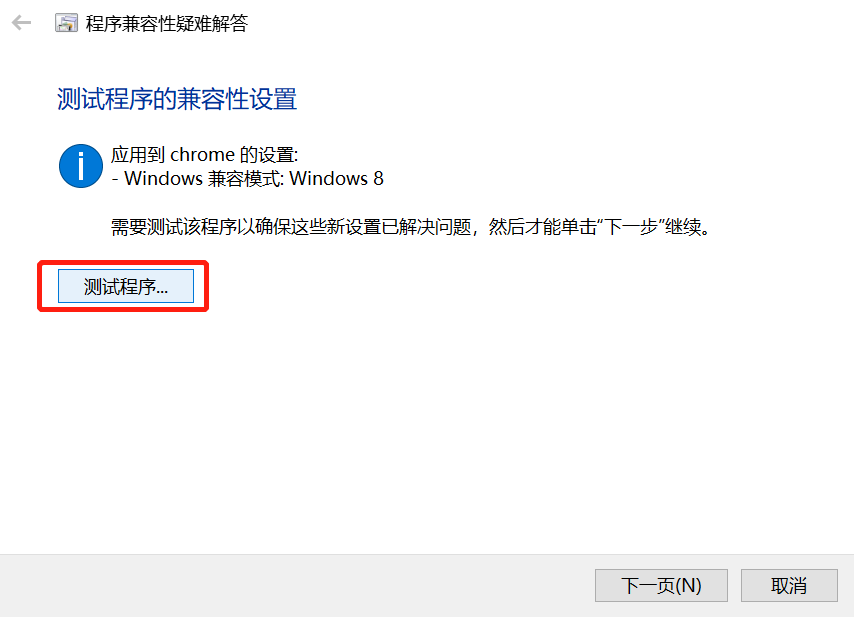 程序兼容性疑难解答
测试程序的兼容性设置
应用到 chrome 的设置:
- Windows 兼容模式: Windows 8
需要测试该程序以确保这些新设置已解决问题，然后才能单击“下一步”继续。
测试程序...
下一页(N)
取消